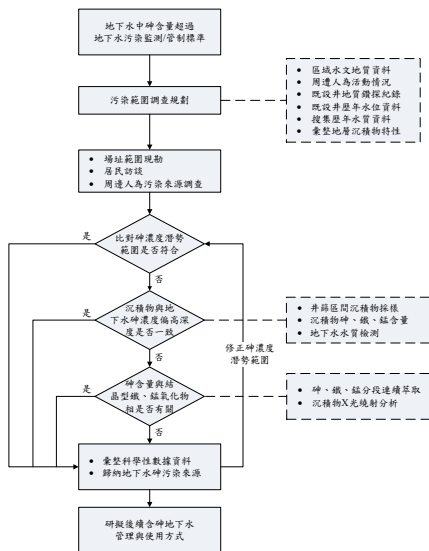 地下水中砷含量超過
地下水污染監測/管制標準
污染範圍調查規劃
• 區域水文地質資料
• 周遭人為活動情況
• 既設井地質鑽探紀錄
• 既設井歷年水位資料
• 搜集歷年水質資料
• 彙整地層沉積物特性
• 場址範圍現勘
• 居民訪談
• 周邊人為污染來源調查
是
比對砷濃度潛勢
範圍是否符合
否
是
沉積物與地
下水砷濃度偏高深
度是否一致
• 井篩區間沉積物採樣
• 沉積物砷、鐵、錳含量
• 地下水水質檢測
修正砷濃度
潛勢範圍
否
是
砷含量與結
晶型鐵、錳氧化物
相是否有關
• 砷、鐵、錳分段連續萃取
• 沉積物X光繞射分析
否
• 彙整科學性數據資料
• 歸納地下水砷污染來源
研擬後續含砷地下水
管理與使用方式